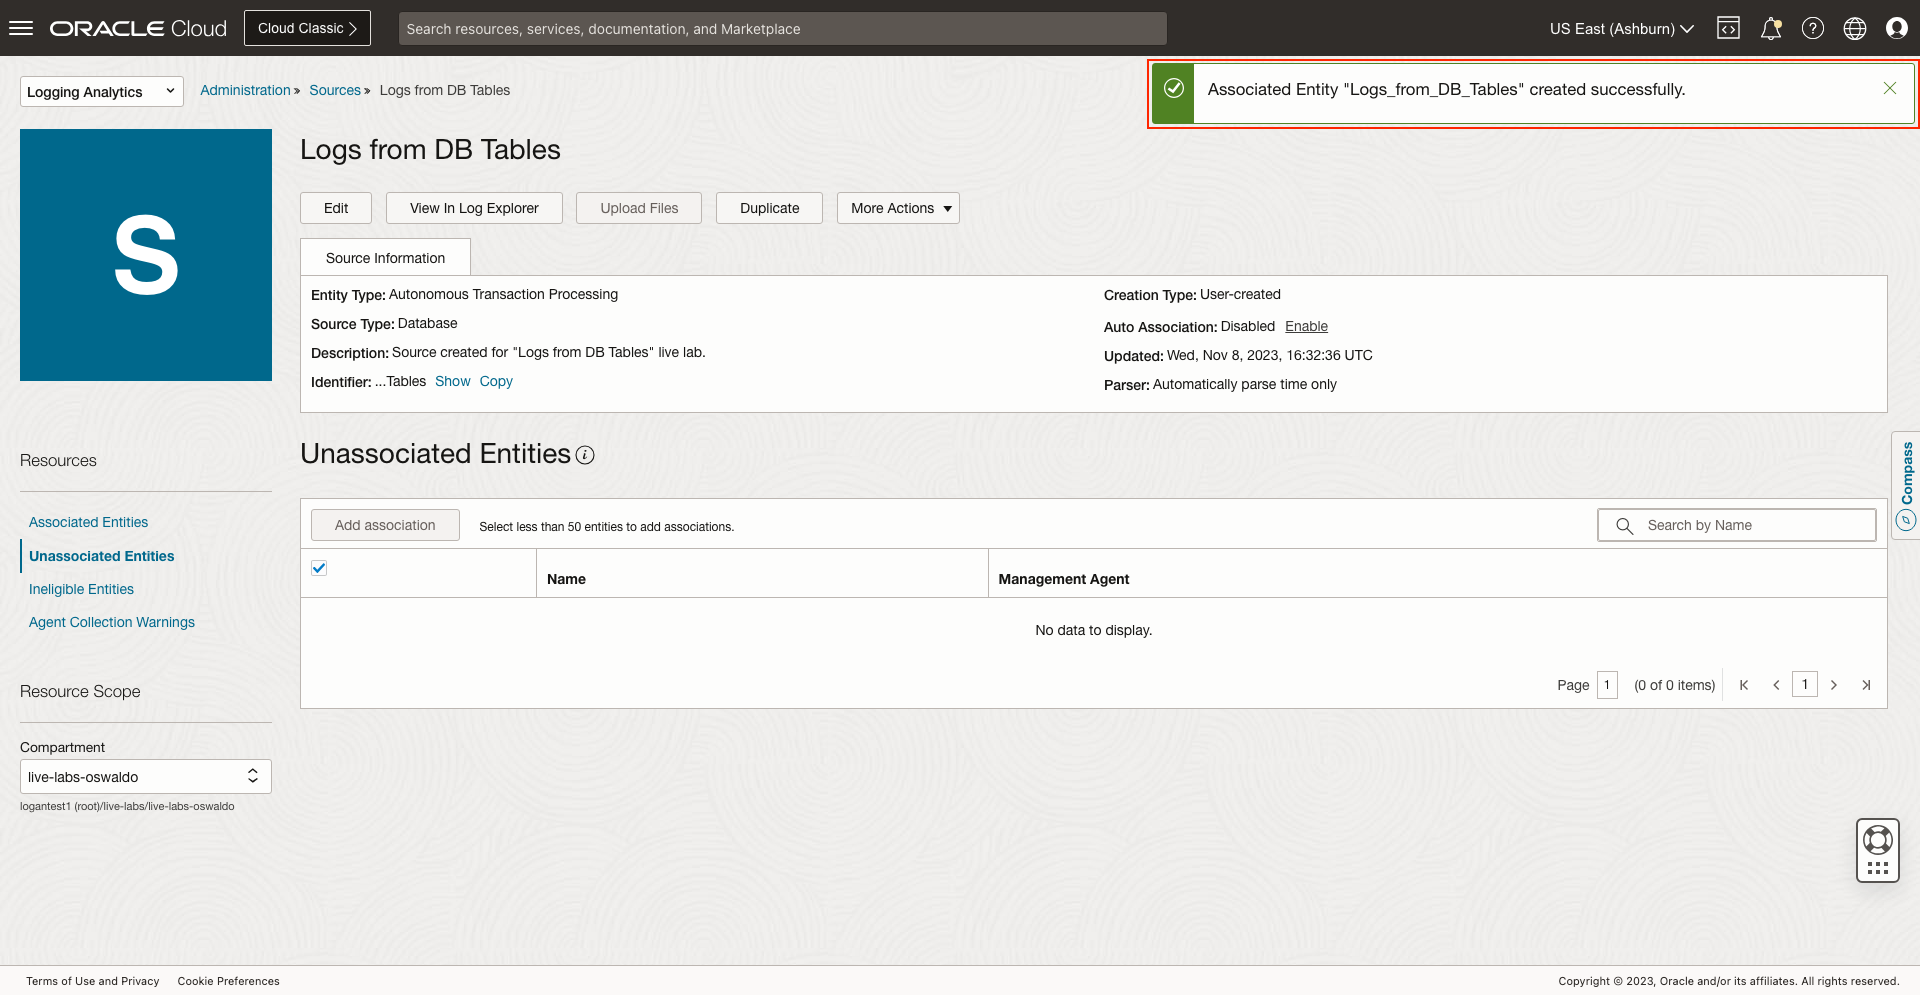 ORACLE Cloud
Cloud Classic
Search resources, services, documentation, and Marketplace
US East (Ashburn)
Logging Analytics
Administration » Sources » Logs from DB Tables
Associated Entity "Logs_from_DB_Tables" created successfully.
S
Logs from DB Tables
Edit
View In Log Explorer
Upload Files
Duplicate
More Actions
Source Information
Entity Type: Autonomous Transaction Processing
Source Type: Database
Description: Source created for "Logs from DB Tables" live lab.
Identifier: ...Tables Show Copy
Creation Type: User-created
Auto Association: Disabled Enable
Updated: Wed, Nov 8, 2023, 16:32:36 UTC
Parser: Automatically parse time only
Resources
Associated Entities
Unassociated Entities
Ineligible Entities
Agent Collection Warnings
Resource Scope
Compartment
live-labs-oswaldo
logantest1 (root)/live-labs/live-labs-oswaldo
Unassociated Entities
Add association
Select less than 50 entities to add associations.
Search by Name
Name
Management Agent
No data to display.
Page 1 (0 of 0 items) 1
Compass
Terms of Use and Privacy
Cookie Preferences
Copyright © 2023, Oracle and/or its affiliates. All rights reserved.